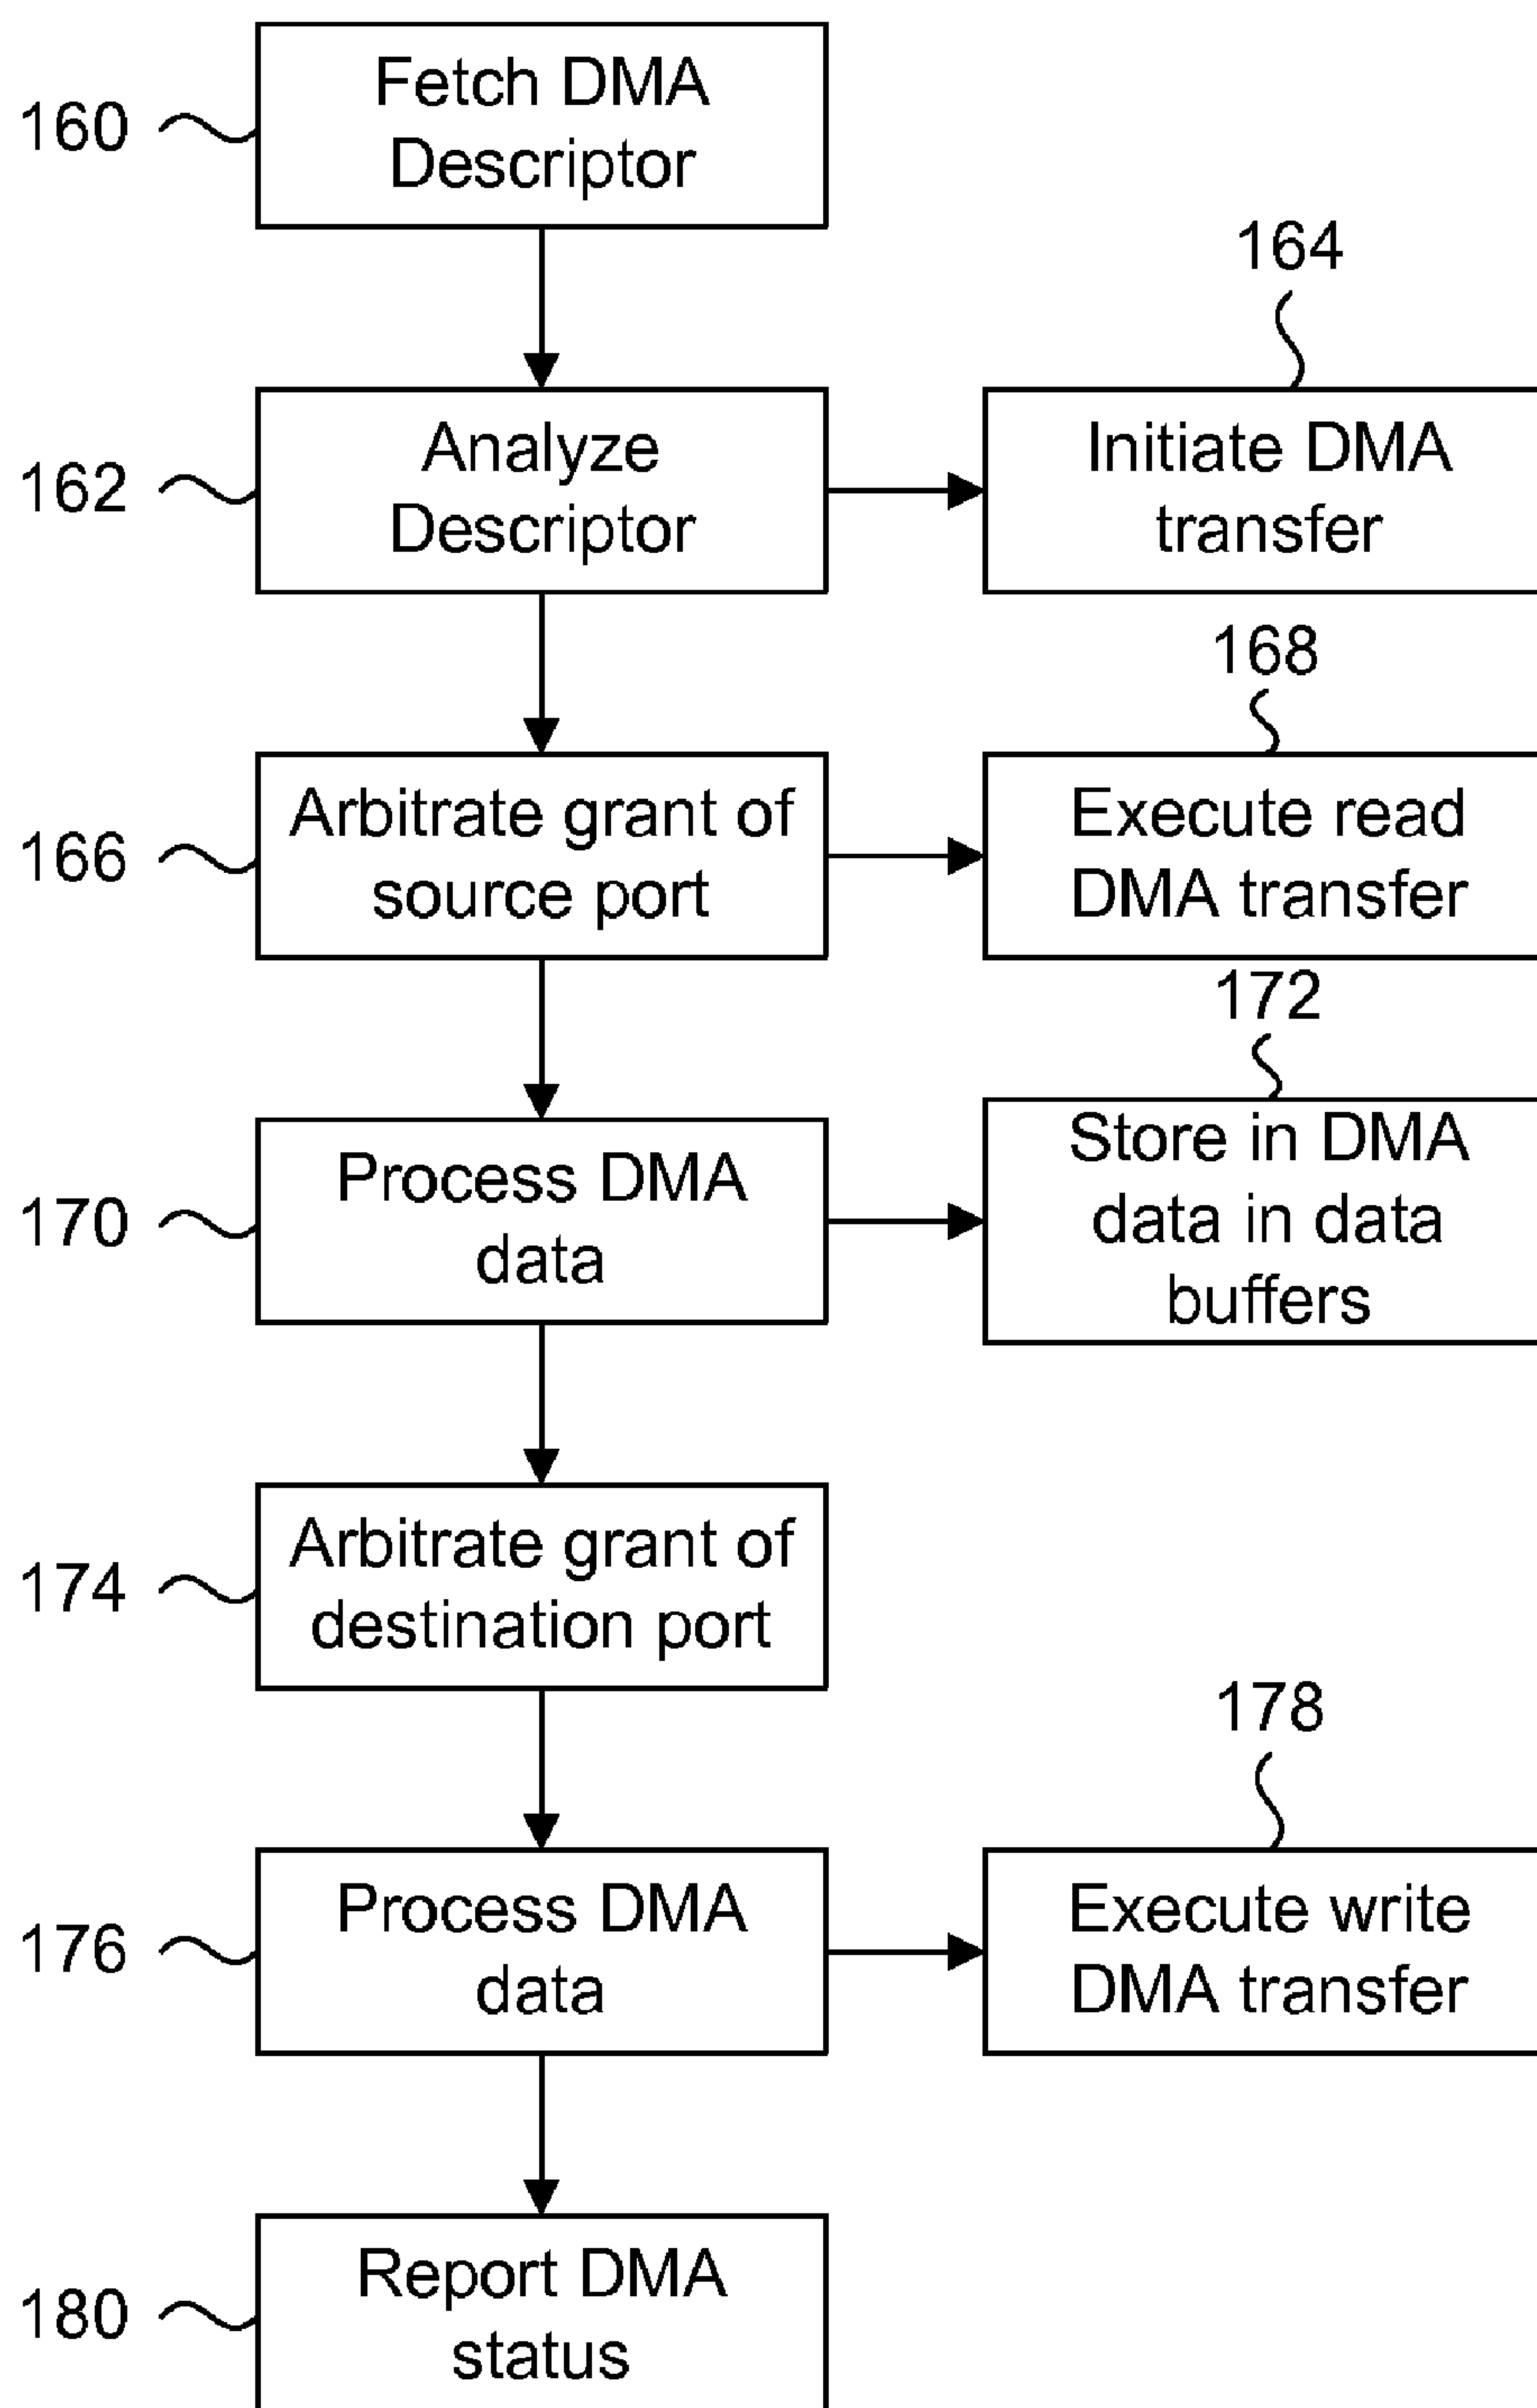 160
Fetch DMA
Descriptor
164
162
Analyze
Descriptor
Initiate DMA
transfer
168
166
Arbitrate grant of
source port
Execute read
DMA transfer
172
170
Process DMA
data
Store in DMA
data in data
buffers
174
Arbitrate grant of
destination port
178
176
Process DMA
data
Execute write
DMA transfer
180
Report DMA
status